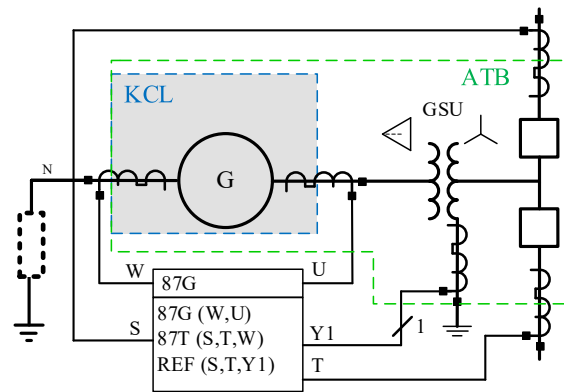 ATB
KCL
GSU
N
G
W
U
87G
S
87G (W,U)
87T (S,T,W)
Y1
1
REF (S,T,Y1)
T